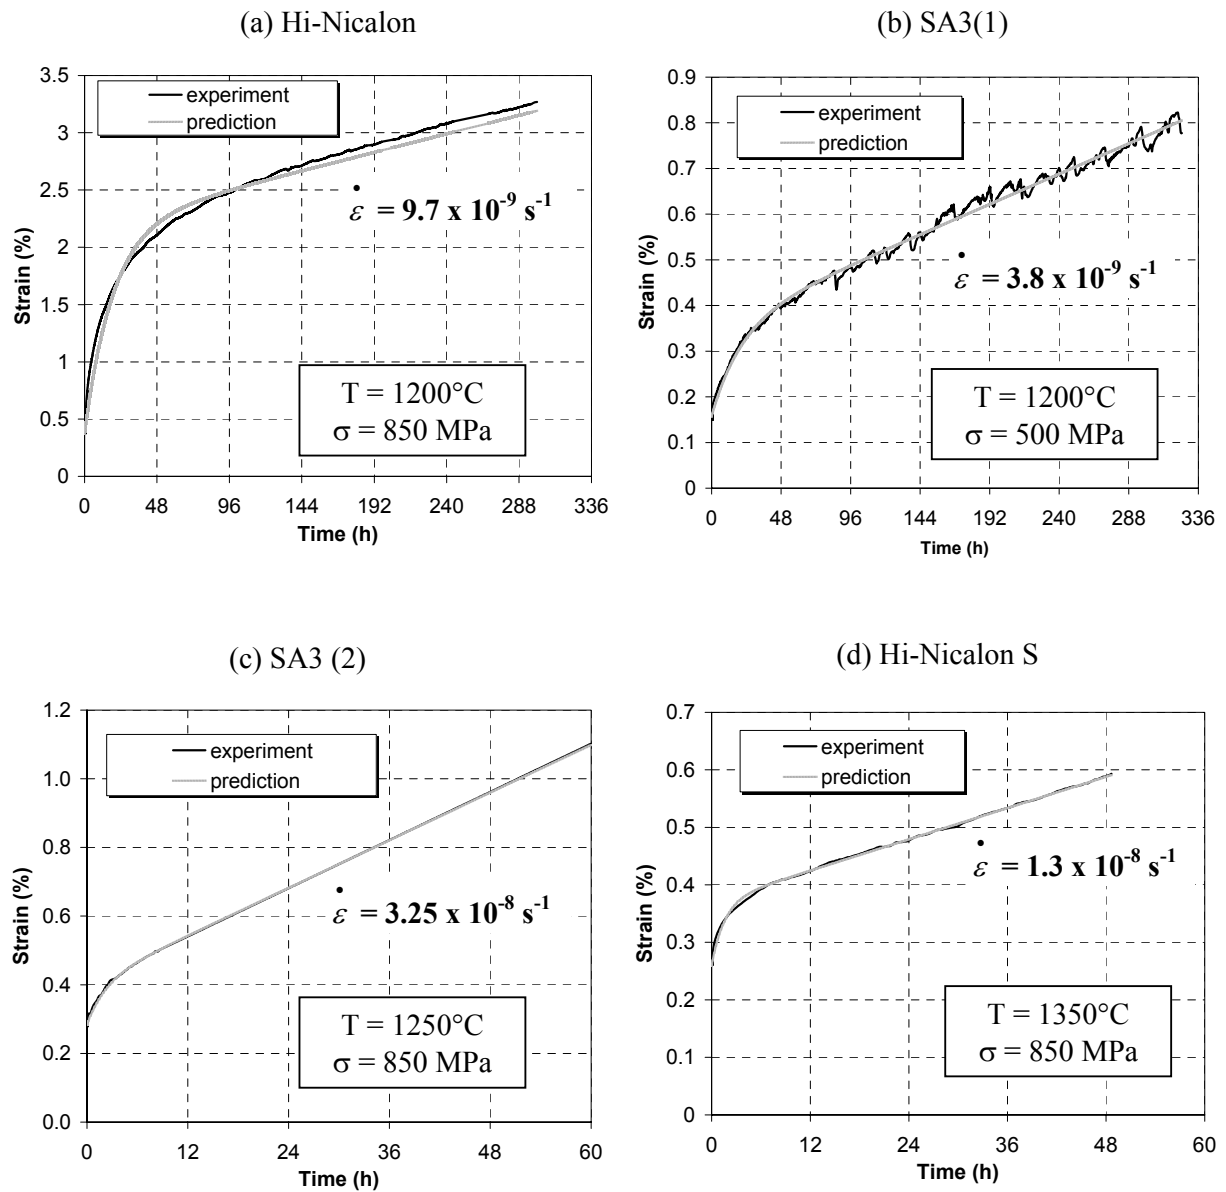 (a) Hi-Nicalon
3.5
3
2.5
2
1.5
1
0.5
0
Strain (%)
experiment
prediction
ε̇ = 9.7 x 10⁻⁹ s⁻¹
T = 1200°C
σ = 850 MPa
0 48 96 144 192 240 288 336
Time (h)
(b) SA3(1)
0.9
0.8
0.7
0.6
0.5
0.4
0.3
0.2
0.1
0
Strain (%)
experiment
prediction
ε̇ = 3.8 x 10⁻⁹ s⁻¹
T = 1200°C
σ = 500 MPa
0 48 96 144 192 240 288 336
Time (h)
(c) SA3 (2)
1.2
1.0
0.8
0.6
0.4
0.2
0.0
Strain (%)
experiment
prediction
ε̇ = 3.25 x 10⁻⁸ s⁻¹
T = 1250°C
σ = 850 MPa
0 12 24 36 48 60
Time (h)
(d) Hi-Nicalon S
0.7
0.6
0.5
0.4
0.3
0.2
0.1
0
Strain (%)
experiment
prediction
ε̇ = 1.3 x 10⁻⁸ s⁻¹
T = 1350°C
σ = 850 MPa
0 12 24 36 48 60
Time (h)